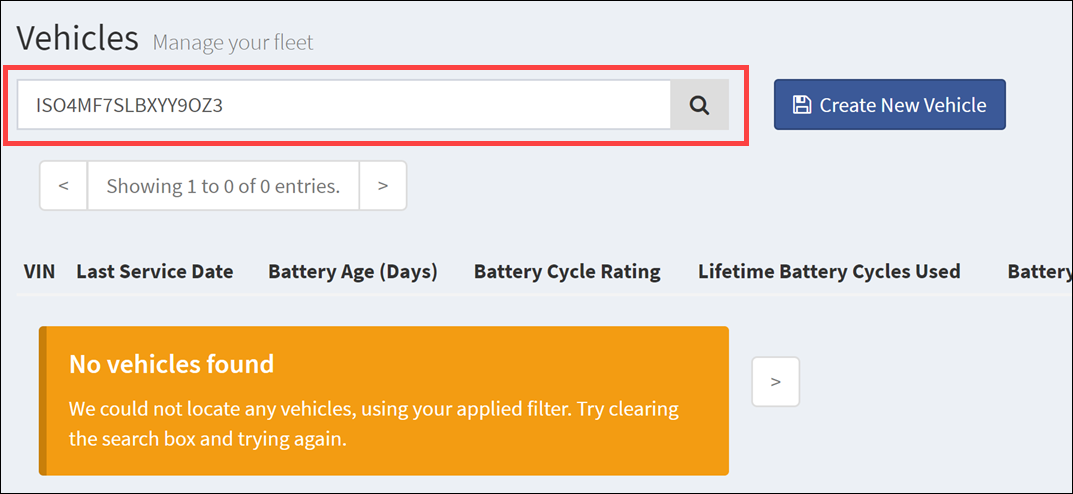 Vehicles Manage your fleet
ISO4MF7SLBXYY9OZ3
Create New Vehicle
< Showing 1 to 0 of 0 entries. >
VIN Last Service Date Battery Age (Days) Battery Cycle Rating Lifetime Battery Cycles Used Battery
No vehicles found
We could not locate any vehicles, using your applied filter. Try clearing
the search box and trying again.
>